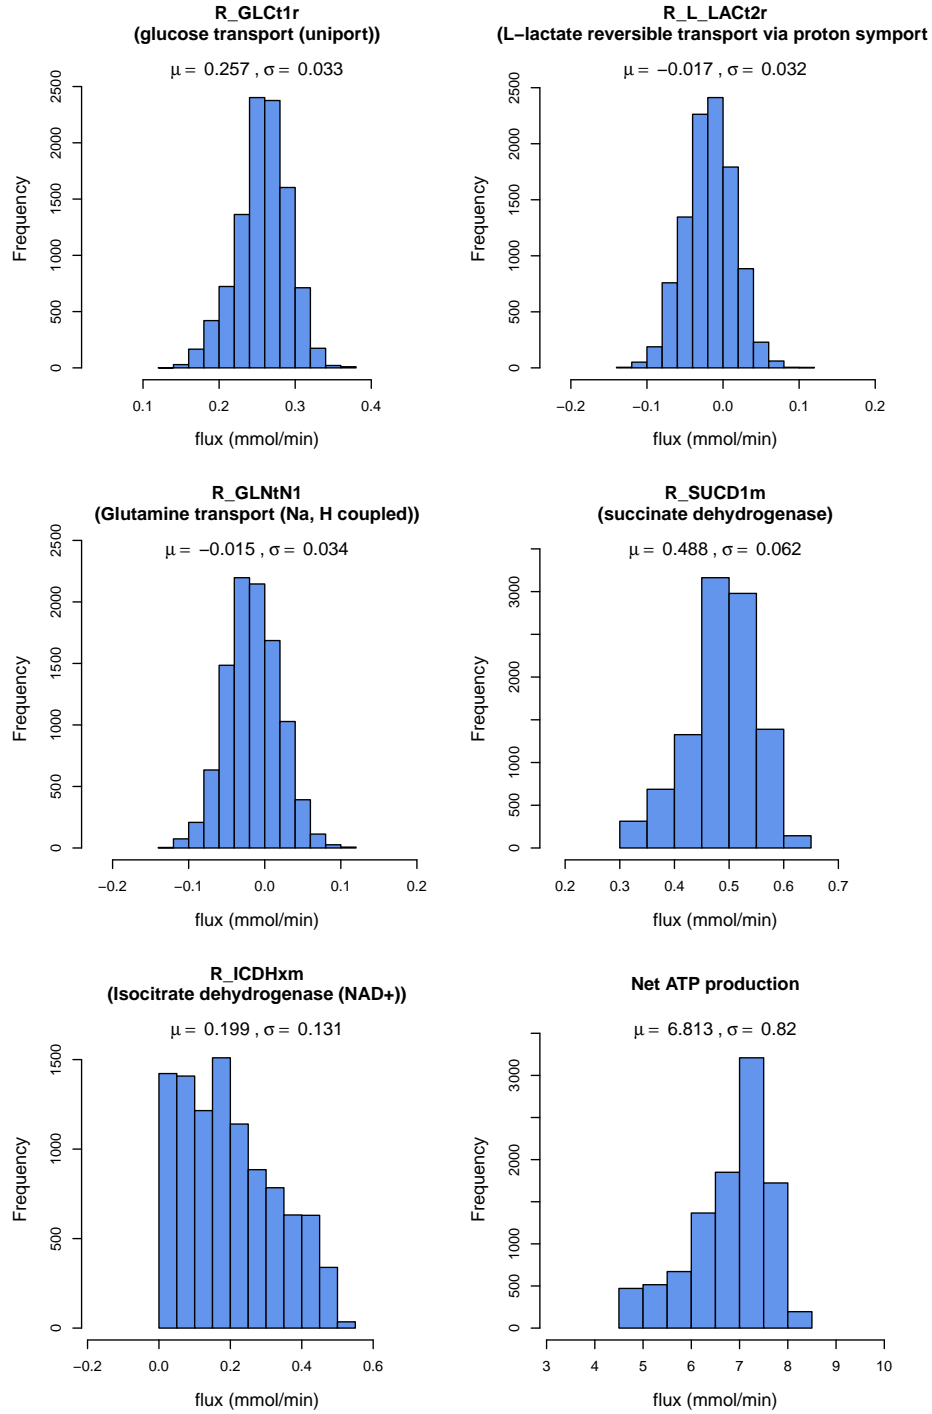 R_GLCt1r
(glucose transport (uniport))
μ = 0.257 , σ = 0.033
Frequency
0
500
1000
1500
2000
2500
0.1 0.2 0.3 0.4
flux (mmol/min)
R_L_LACt2r
(L−lactate reversible transport via proton symport
μ = −0.017 , σ = 0.032
Frequency
0
500
1000
1500
2000
2500
−0.2 −0.1 0.0 0.1 0.2
flux (mmol/min)
R_GLNtN1
(Glutamine transport (Na, H coupled))
μ = −0.015 , σ = 0.034
Frequency
0
500
1000
1500
2000
2500
−0.2 −0.1 0.0 0.1 0.2
flux (mmol/min)
R_SUCD1m
(succinate dehydrogenase)
μ = 0.488 , σ = 0.062
Frequency
0
500
1000
2000
3000
0.2 0.3 0.4 0.5 0.6 0.7
flux (mmol/min)
R_ICDHxm
(Isocitrate dehydrogenase (NAD+))
μ = 0.199 , σ = 0.131
Frequency
0
500
1000
1500
−0.2 0.0 0.2 0.4 0.6
flux (mmol/min)
Net ATP production
μ = 6.813 , σ = 0.82
Frequency
0
500
1000
2000
3000
3 4 5 6 7 8 9 10
flux (mmol/min)